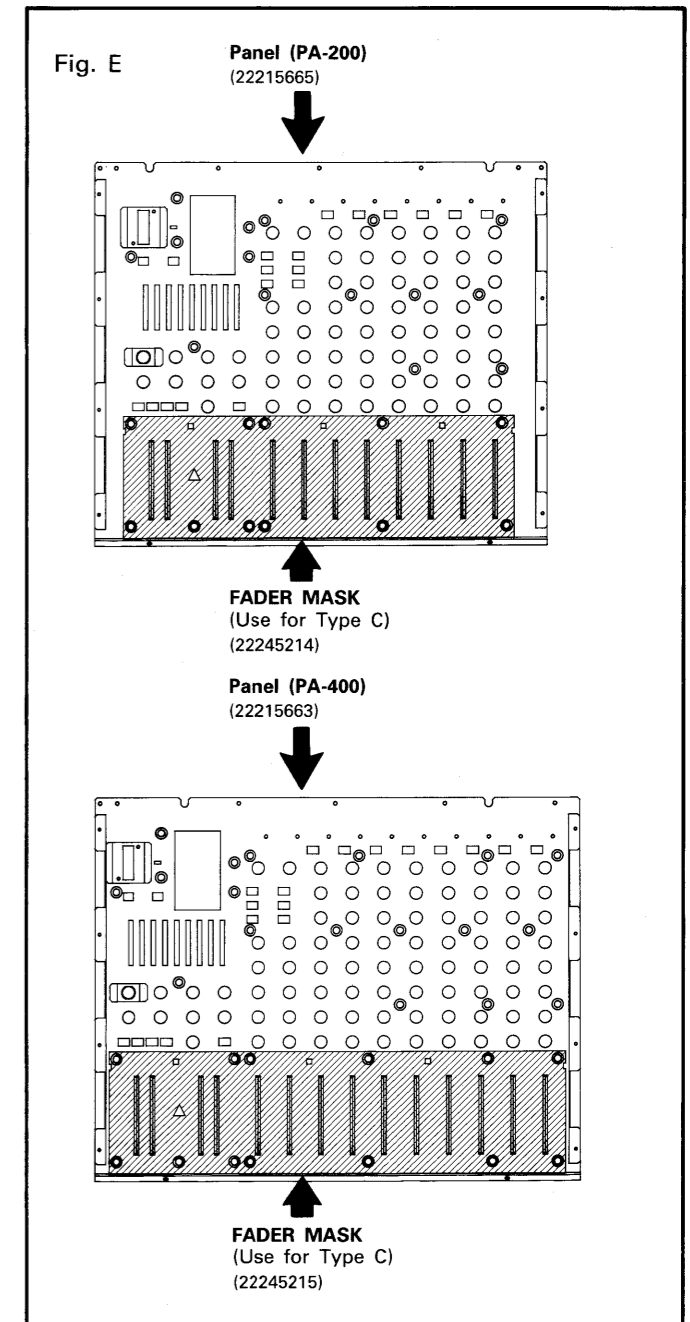 Fig. E
Panel (PA-200)
(22215665)
FADER MASK
(Use for Type C)
(22245214)
Panel (PA-400)
(22215663)
FADER MASK
(Use for Type C)
(22245215)